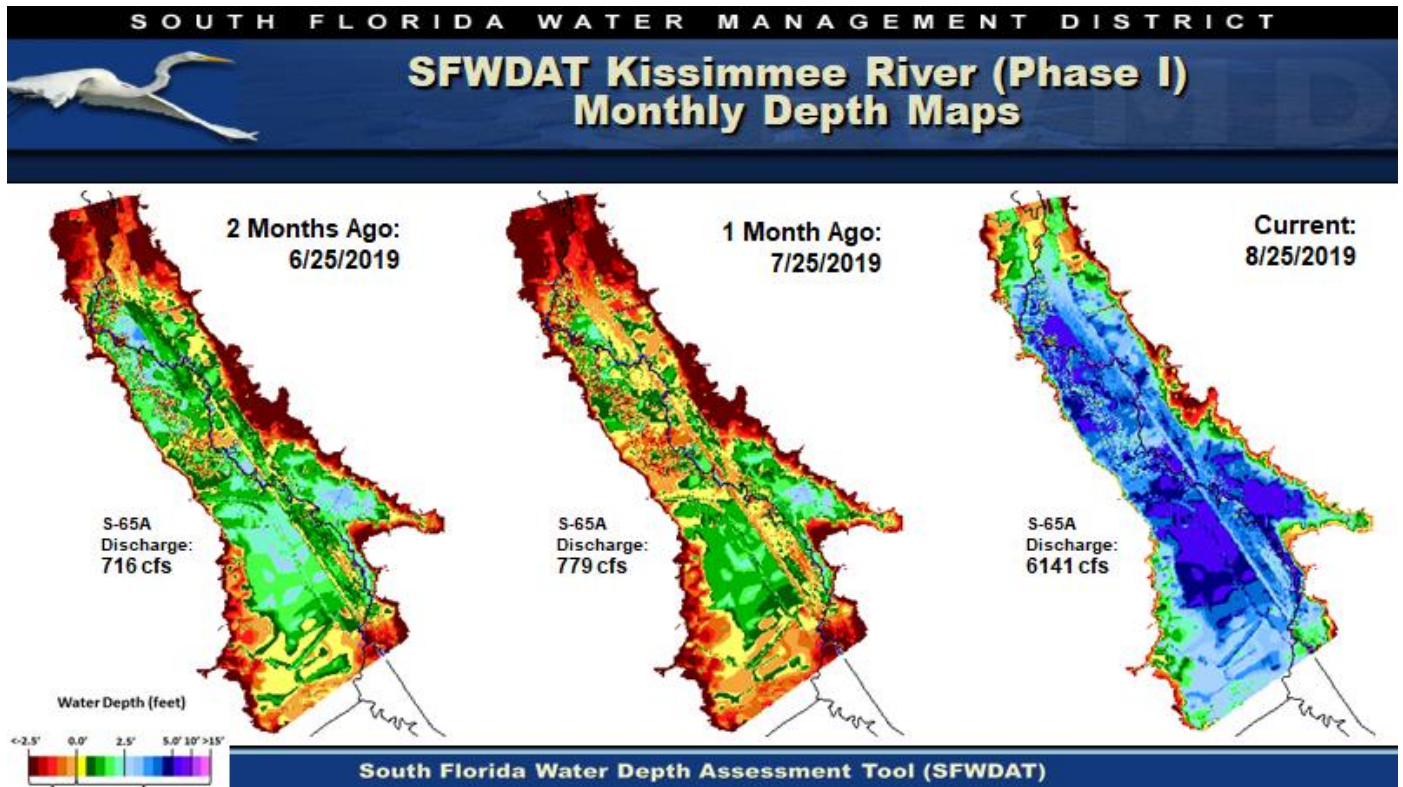 SOUTH FLORIDA WATER MANAGEMENT DISTRICT
SFWDAT Kissimmee River (Phase I)
Monthly Depth Maps
2 Months Ago:
6/25/2019
1 Month Ago:
7/25/2019
Current:
8/25/2019
S-65A
Discharge:
716 cfs
S-65A
Discharge:
779 cfs
S-65A
Discharge:
6141 cfs
Water Depth (feet)
<-2.5' 0.0' 2.5' 5.0' 10' >15'
South Florida Water Depth Assessment Tool (SFWDAT)